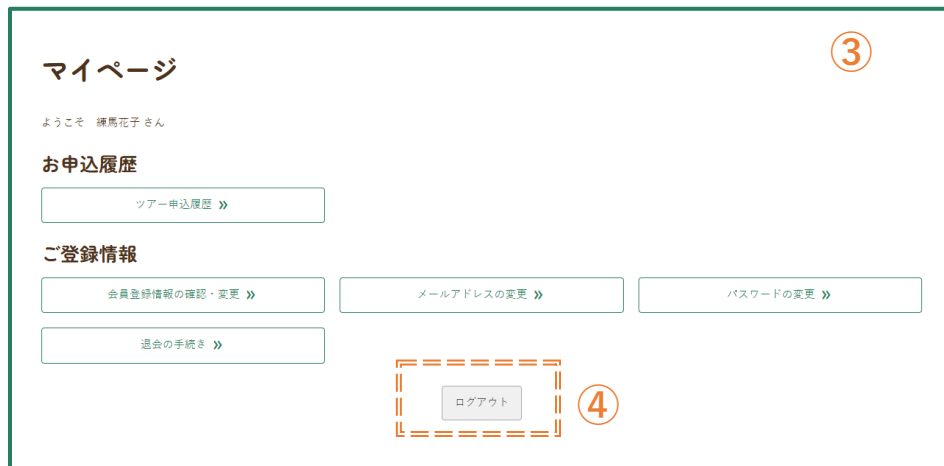 ③
マイページ
ようこそ　練馬花子 さん
お申込履歴
ツアー申込履歴 »
ご登録情報
会員登録情報の確認・変更 »
メールアドレスの変更 »
パスワードの変更 »
退会の手続き »
ログアウト
④